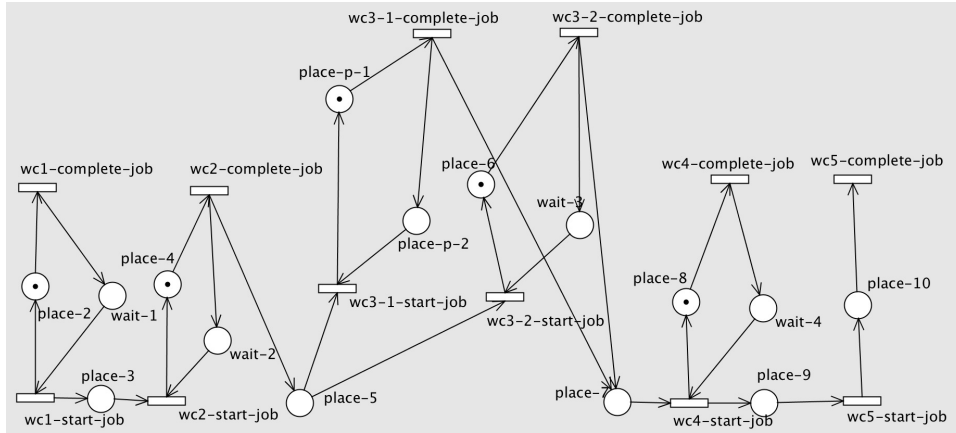 wc3-1-complete-job
wc3-2-complete-job
place-p-1
wc1-complete-job
wc2-complete-job
place-6
wc4-complete-job
wc5-complete-job
wait-3
place-p-2
place-4
place-8
place-10
place-2
wait-1
wc3-1-start-job
wc3-2-start-job
wait-4
wait-2
place-3
place-5
place-7
place-9
wc1-start-job
wc2-start-job
wc4-start-job
wc5-start-job